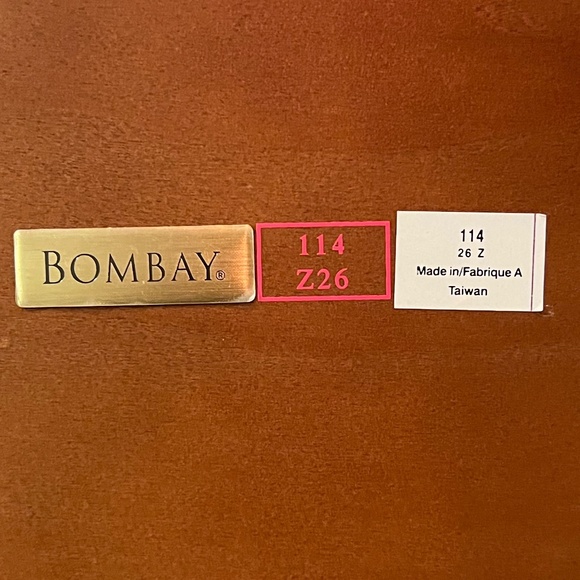 BOMBAY®
114
Z26
114
26 Z
Made in/Fabrique A
Taiwan